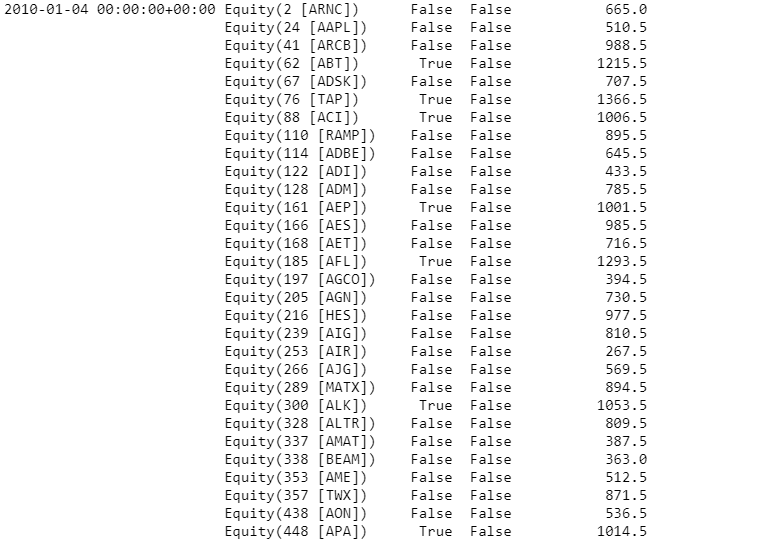 2010-01-04 00:00:00+00:00 Equity(2 [ARNC]) False False 665.0
Equity(24 [AAPL]) False False 510.5
Equity(41 [ARCB]) False False 988.5
Equity(62 [ABT]) True False 1215.5
Equity(67 [ADSK]) False False 707.5
Equity(76 [TAP]) True False 1366.5
Equity(88 [ACI]) True False 1006.5
Equity(110 [RAMP]) False False 895.5
Equity(114 [ADBE]) False False 645.5
Equity(122 [ADI]) False False 433.5
Equity(128 [ADM]) False False 785.5
Equity(161 [AEP]) True False 1001.5
Equity(166 [AES]) False False 985.5
Equity(168 [AET]) False False 716.5
Equity(185 [AFL]) True False 1293.5
Equity(197 [AGCO]) False False 394.5
Equity(205 [AGN]) False False 730.5
Equity(216 [HES]) False False 977.5
Equity(239 [AIG]) False False 810.5
Equity(253 [AIR]) False False 267.5
Equity(266 [AJG]) False False 569.5
Equity(289 [MATX]) False False 894.5
Equity(300 [ALK]) True False 1053.5
Equity(328 [ALTR]) False False 809.5
Equity(337 [AMAT]) False False 387.5
Equity(338 [BEAM]) False False 363.0
Equity(353 [AME]) False False 512.5
Equity(357 [TWX]) False False 871.5
Equity(438 [AON]) False False 536.5
Equity(448 [APA]) True False 1014.5